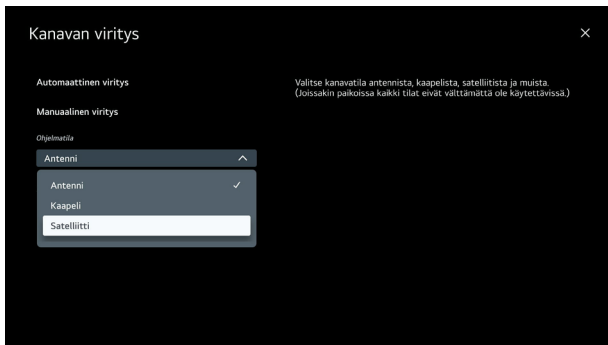 Kanavan viritys
Automaattinen viritys
Manuaalinen viritys
Ohjelmatila
Antenni
Antenni
Kaapeli
Satelliitti
Valitse kanavatila antennista, kaapelista, satelliitista ja muista.
(Joissakin paikoissa kaikki tilat eivät välttämättä ole käytettävissä.)